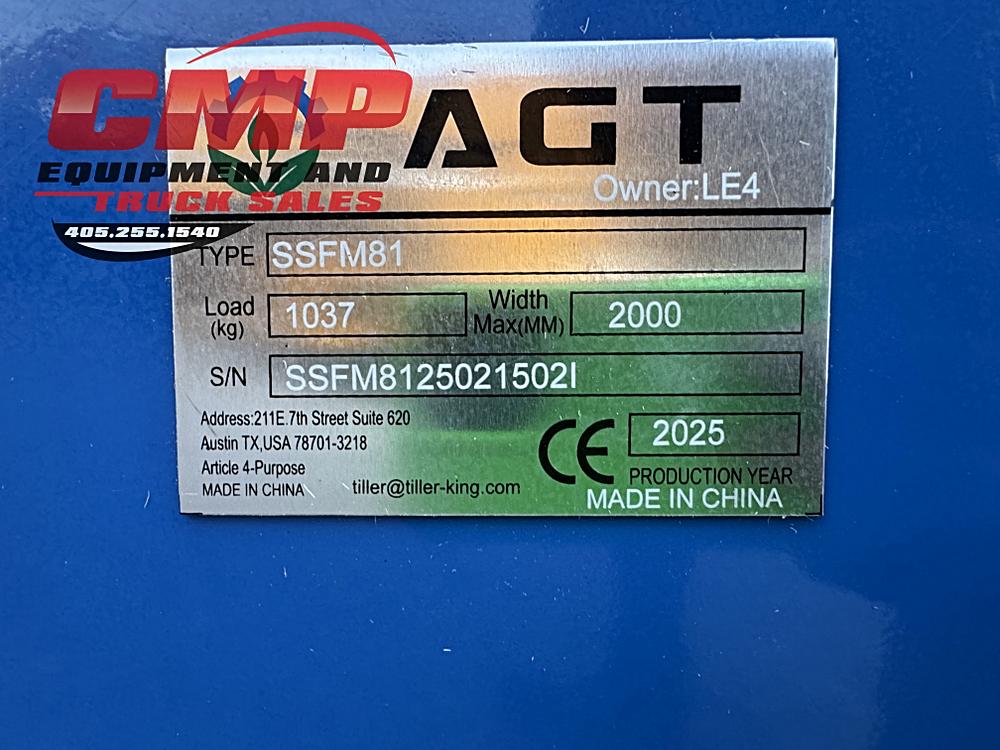 CMP
EQUIPMENT AND
TRUCK SALES
405.255.1540
AGT
Owner:LE4
TYPE SSFM81
Load (kg) 1037 Width Max(MM) 2000
S/N SSFM8125021502I
Address:211E.7th Street Suite 620
Austin TX,USA 78701-3218
Article 4-Purpose
MADE IN CHINA tiller@tiller-king.com
CE 2025
PRODUCTION YEAR
MADE IN CHINA